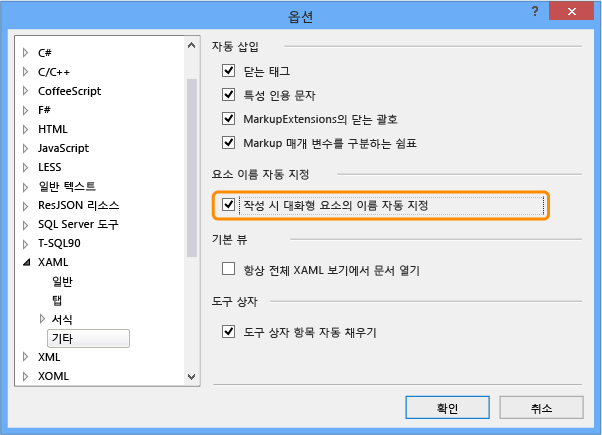 옵션
?
C#
C/C++
CoffeeScript
F#
HTML
JavaScript
LESS
일반 텍스트
ResJSON 리소스
SQL Server 도구
T-SQL90
XAML
일반
탭
서식
기타
XML
XOML
자동 삽입
닫는 태그
특성 인용 문자
MarkupExtensions의 닫는 괄호
Markup 매개 변수를 구분하는 쉼표
요소 이름 자동 지정
작성 시 대화형 요소의 이름 자동 지정
기본 뷰
항상 전체 XAML 보기에서 문서 열기
도구 상자
도구 상자 항목 자동 채우기
확인
취소